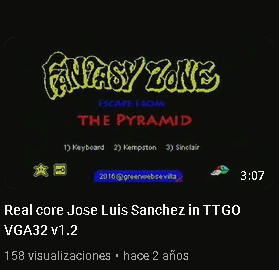 FANTASY ZONE
ESCAPE FROM
THE PYRAMID
1) Keyboard 2) Kempston 3) Sinclair
2016@greenwebsevilla
3:07
Real core Jose Luis Sanchez in TTGO
VGA32 v1.2
158 visualizaciones • hace 2 años